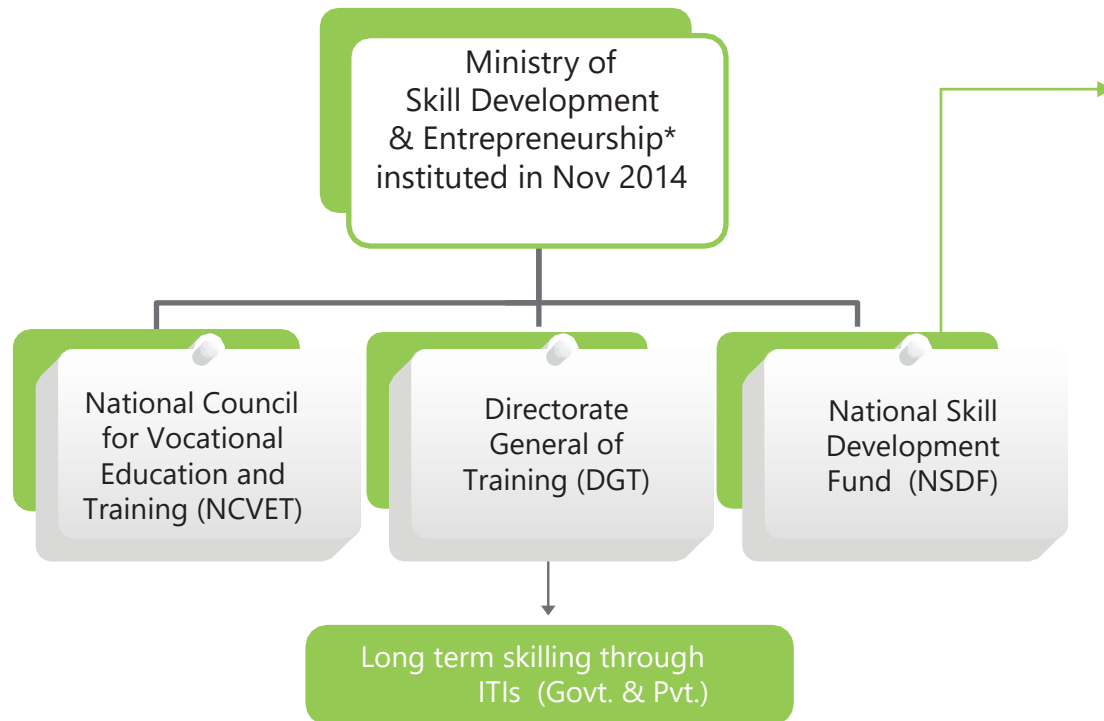 Ministry of
Skill Development
& Entrepreneurship*
instituted in Nov 2014
National Council
for Vocational
Education and
Training (NCVET)
Directorate
General of
Training (DGT)
National Skill
Development
Fund (NSDF)
Long term skilling through
ITIs (Govt. & Pvt.)